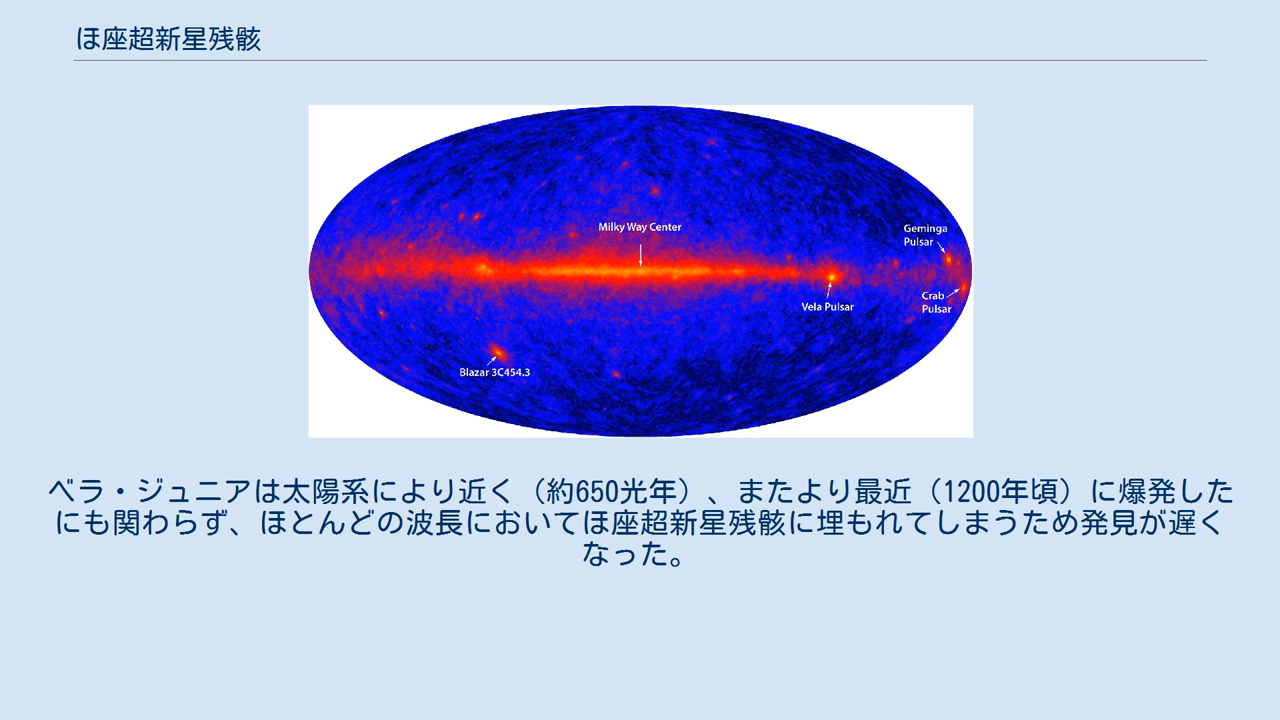 ほ座超新星残骸
Milky Way Center
Geminga
Pulsar
Crab
Pulsar
Vela Pulsar
Blazar 3C454.3
ベラ・ジュニアは太陽系により近く（約650光年）、またより最近（1200年頃）に爆発した
にも関わらず、ほとんどの波長においてほ座超新星残骸に埋もれてしまうため発見が遅く
なった。